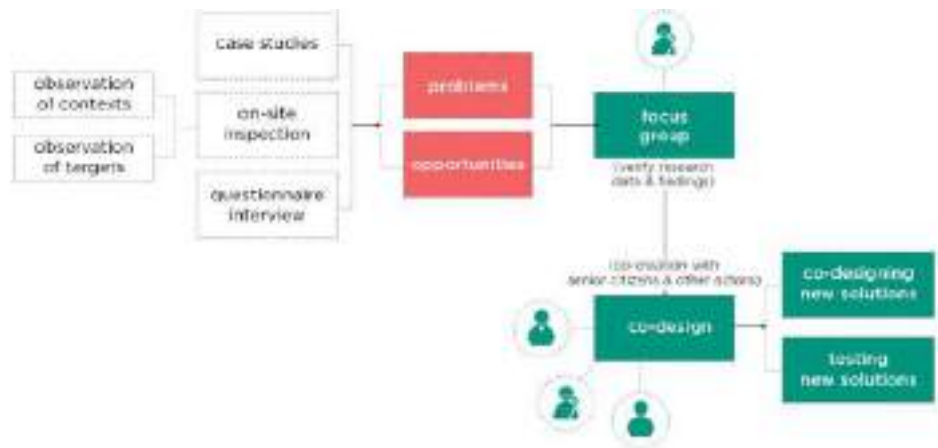 case studies
observation
of contexts
on-site
inspection
observation
of targets
questionnaire
interview
problems
opportunities
focus
group
(verify research
data & findings)
(co-creation with
senior citizens & other actors)
co-design
co-designing
new solutions
testing
new solutions